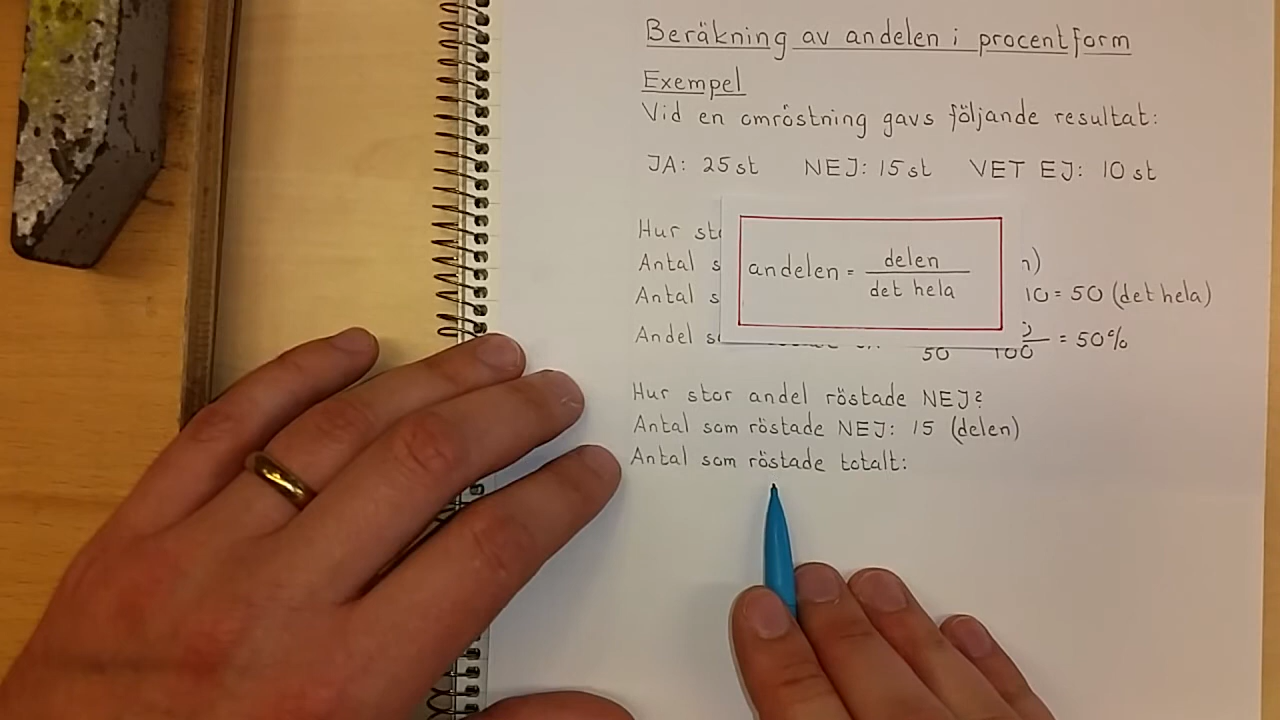 Beräkning av andelen i procentform
Exempel
Vid en omröstning gavs följande resultat:
JA: 25 st NEJ: 15 st VET EJ: 10 st
Hur
Antal
Antal 10 = 50 (det hela)
Andel 50 100 = 50%
andelen = delen
det hela
Hur stor andel röstade NEJ?
Antal som röstade NEJ: 15 (delen)
Antal som röstade totalt: